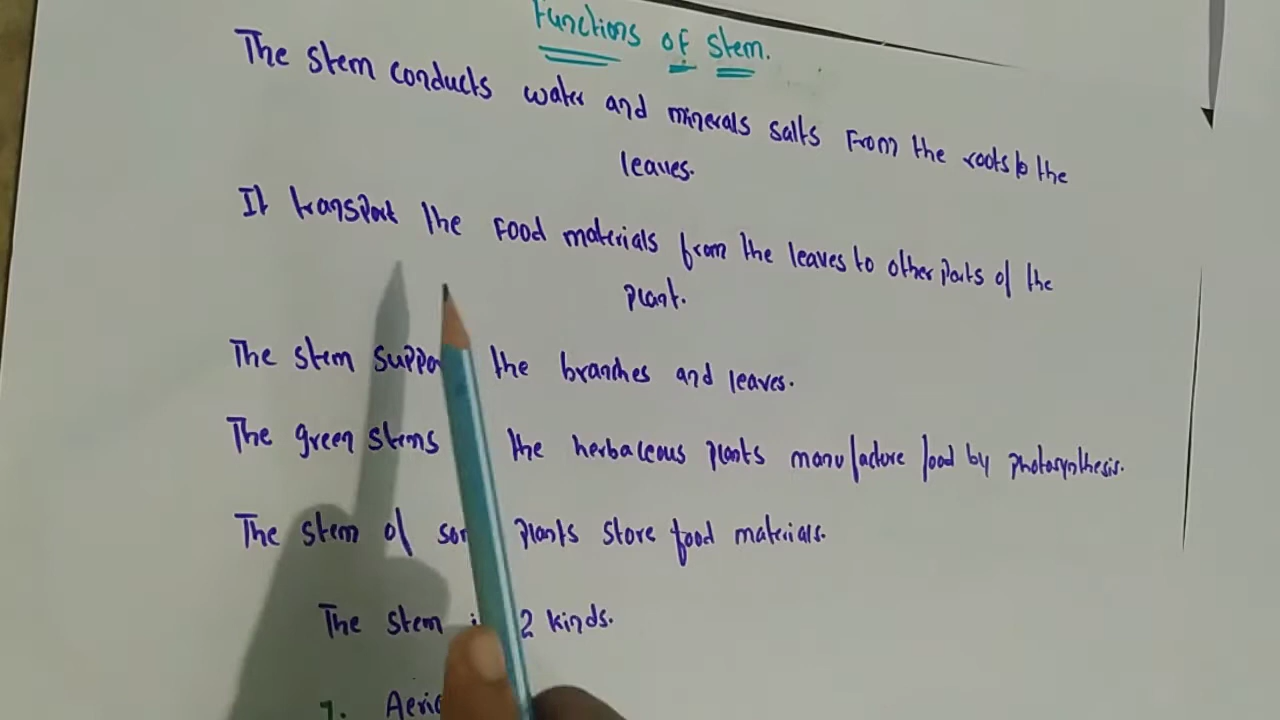 Functions of Stem.
The stem conducts water and minerals salts from the roots to the
leaves.
It transport the food materials from the leaves to other parts of the
plant.
The stem the branches and leaves.
The green stems the herbaceous plants manufacture food by photosynthesis.
The stem of plants store food materials.
The stem 2 kinds.
1.